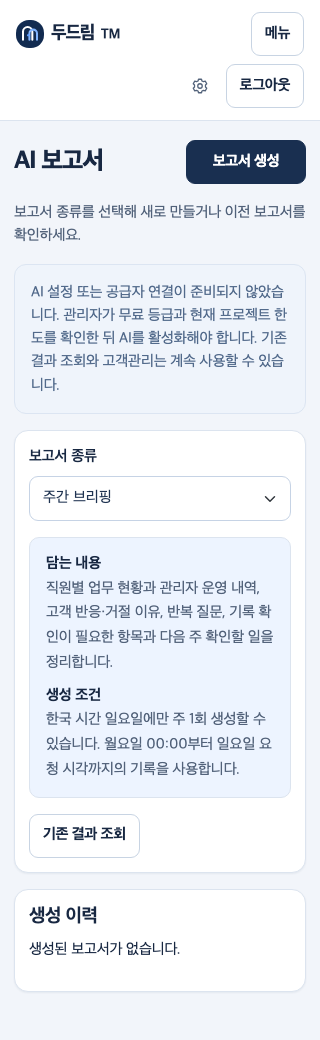 두드림 TM
메뉴
로그아웃
AI 보고서
보고서 생성
보고서 종류를 선택해 새로 만들거나 이전 보고서를
확인하세요.
AI 설정 또는 공급자 연결이 준비되지 않았습
니다. 관리자가 무료 등급과 현재 프로젝트 한
도를 확인한 뒤 AI를 활성화해야 합니다. 기존
결과 조회와 고객관리는 계속 사용할 수 있습
니다.
보고서 종류
주간 브리핑
담는 내용
직원별 업무 현황과 관리자 운영 내역,
고객 반응·거절 이유, 반복 질문, 기록 확
인이 필요한 항목과 다음 주 확인할 일을
정리합니다.
생성 조건
한국 시간 일요일에만 주 1회 생성할 수
있습니다. 월요일 00:00부터 일요일 요
청 시각까지의 기록을 사용합니다.
기존 결과 조회
생성 이력
생성된 보고서가 없습니다.